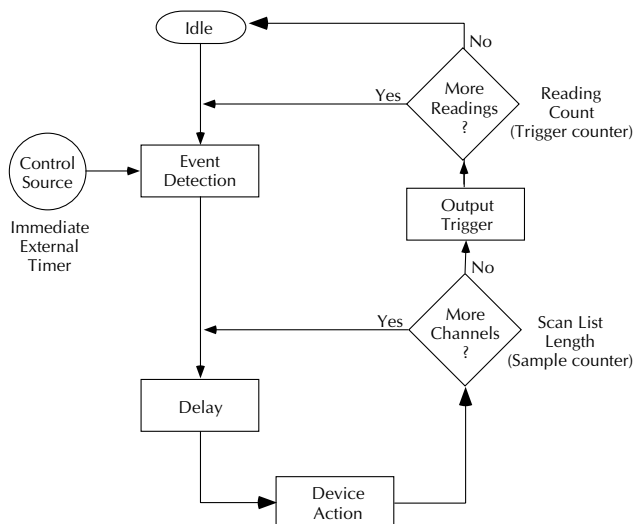 Idle
No
Yes
More
Readings
?
Reading
Count
(Trigger counter)
Control
Source
Event
Detection
Immediate
External
Timer
Output
Trigger
No
Yes
More
Channels
?
Scan List
Length
(Sample counter)
Delay
Device
Action